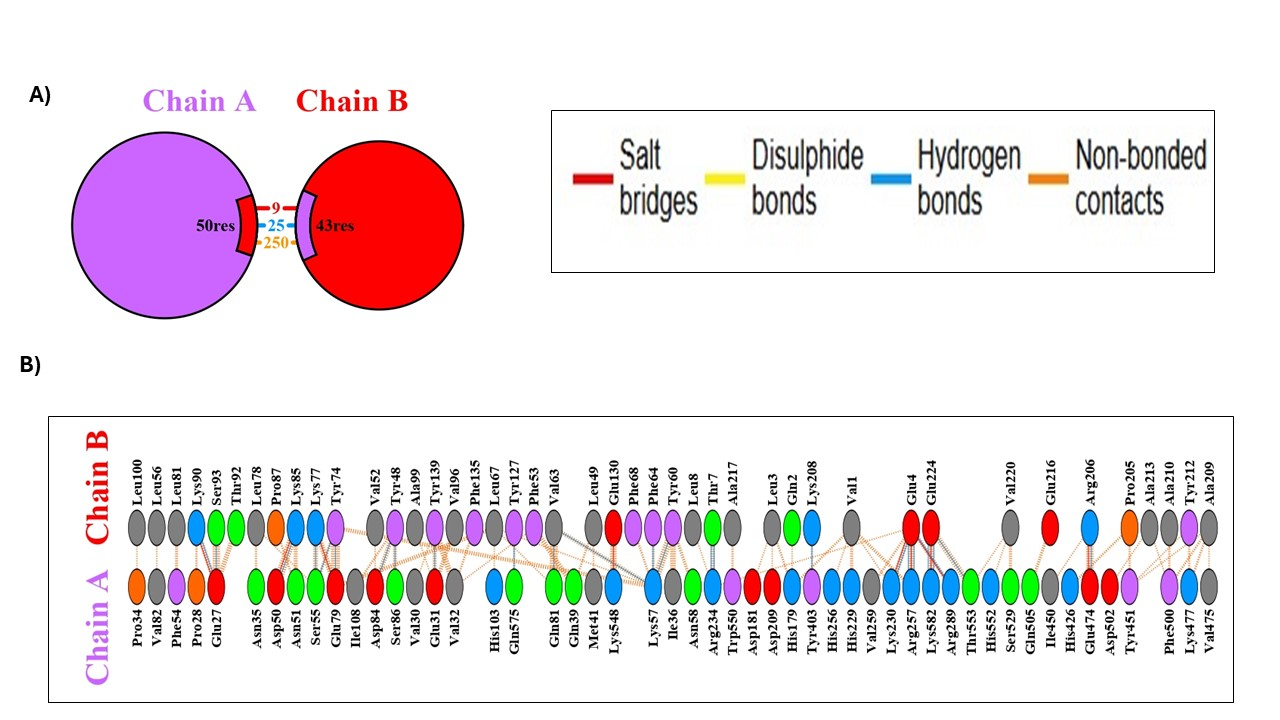 A)
Chain A Chain B
50res
9
25
250
43res
Salt bridges
Disulphide bonds
Hydrogen bonds
Non-bonded contacts
B)
Chain B
Leu100 Leu56 Leu81 Lys90 Ser93 Thr92 Leu78 Pro87 Lys85 Lys77 Tyr74 Val52 Tyr48 Ala99 Tyr139 Val96 Phe135 Leu67 Tyr127 Phe53 Val63 Leu49 Glu130 Phe68 Phe64 Tyr60 Leu8 Thr7 Ala217 Leu3 Gln2 Lys208 Val1 Glu4 Glu224 Val220 Glu216 Arg206 Pro205 Ala213 Ala210 Tyr212 Ala209
Chain A
Pro34 Val82 Phe54 Pro28 Glu27 Asn35 Asp50 Asn51 Ser55 Glu79 Ile108 Asp84 Ser86 Val30 Glu31 Val32 His103 Gln575 Gln81 Gln39 Met41 Lys548 Lys57 Ile36 Asn58 Arg234 Trp550 Asp181 Asp209 His179 Tyr403 His256 His229 Val259 Lys230 Arg257 Lys582 Arg289 Thr553 His552 Ser529 Gln505 Ile450 His426 Glu474 Asp502 Tyr451 Phe500 Lys477 Val475